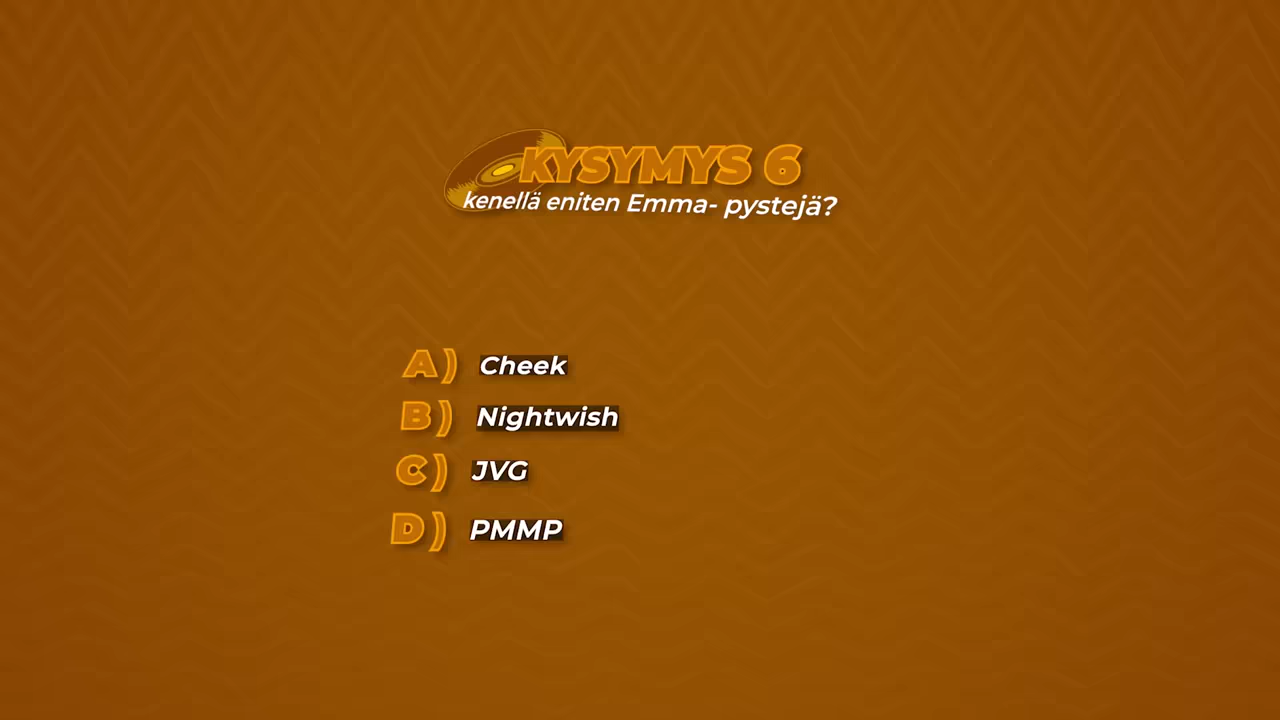 KYSYMYS 6
kenellä eniten Emma- pystejä?
A) Cheek
B) Nightwish
C) JVG
D) PMMP